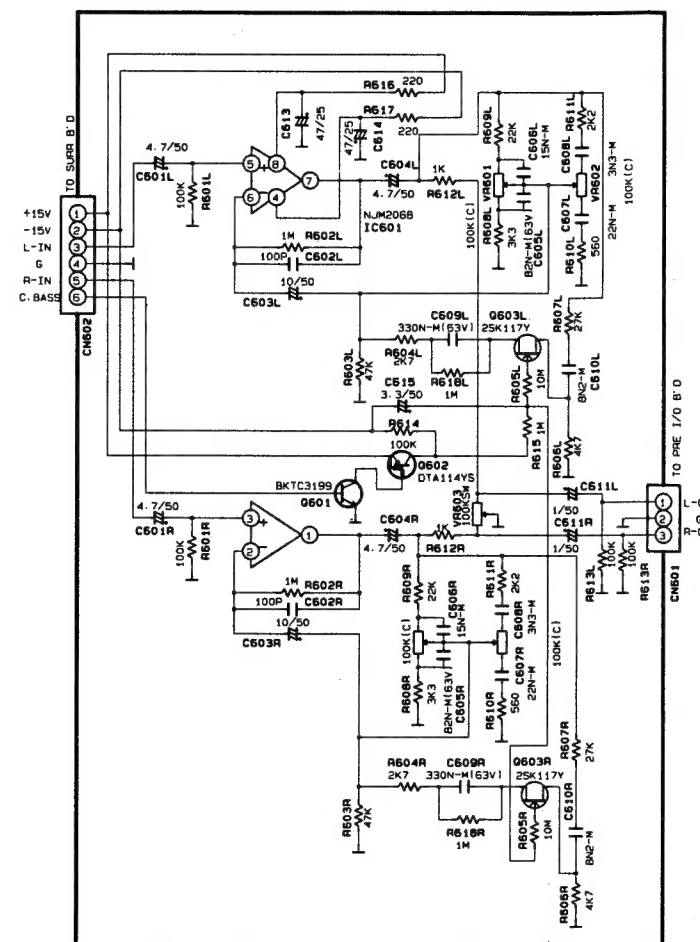 TO SURR B'D
+15V
-15V
L-IN
G
R-IN
C.BASS
1
2
3
4
5
6
CN602
4.7/50
C601L
100K
R601L
C613
47/25
R616
220
R617
220
C614
47/25
5
6
8
4
7
+
NJM2068
IC601
C604L
4.7/50
1K
R612L
1M
R602L
100P
C602L
10/50
C603L
R609L
22K
C606L
15N-M
VR601
100K(C)
R608L
3K3
82N-M(63V)
C605L
R611L
2K2
C608L
3N3-M
VR602
100K(C)
C607L
22N-M
R610L
560
R607L
27K
C610L
8N2-M
R606L
4K7
R603L
47K
R604L
2K7
C609L
330N-M(63V)
R618L
1M
Q603L
2SK117Y
R605L
10M
C615
3.3/50
R614
100K
R615
1M
Q602
DTA114YS
BKTC3199
Q601
VR603
100KSW
C611L
1/50
C611R
1/50
R613L
100K
100K
R613R
TO PRE I/O B'D
1
2
3
CN601
4.7/50
C601R
100K
R601R
3
2
1
+
C604R
4.7/50
1K
R612R
1M
R602R
100P
C602R
10/50
C603R
R609R
22K
C606R
15N-M
100K(C)
R608R
3K3
82N-M(63V)
C605R
R611R
2K2
C608R
3N3-M
C607R
22N-M
R610R
560
100K(C)
R607R
27K
C610R
8N2-M
R606R
4K7
R603R
47K
R604R
2K7
C609R
330N-M(63V)
R618R
1M
Q603R
2SK117Y
R605R
10M